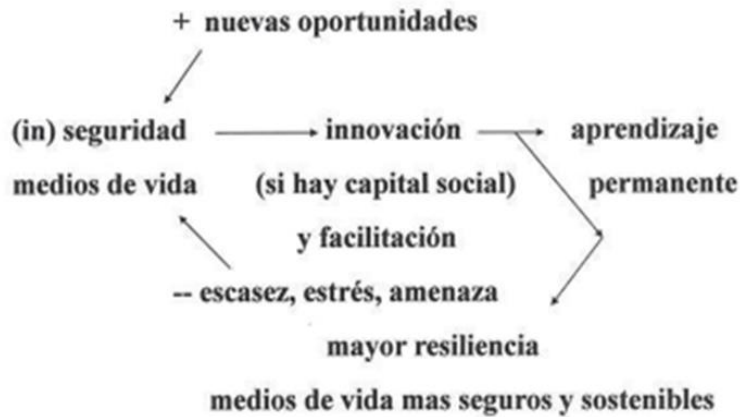 + nuevas oportunidades
(in) seguridad innovación aprendizaje
medios de vida (si hay capital social) permanente
y facilitación
-- escasez, estrés, amenaza
mayor resiliencia
medios de vida mas seguros y sostenibles